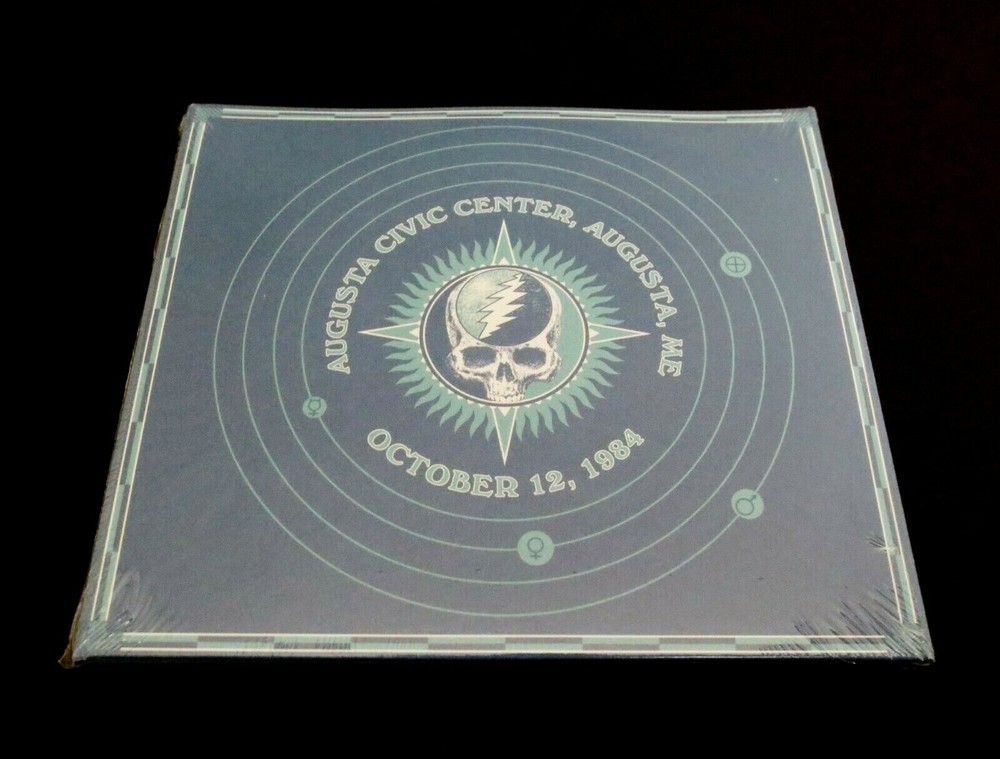 AUGUSTA CIVIC CENTER, AUGUSTA, ME
OCTOBER 12, 1984